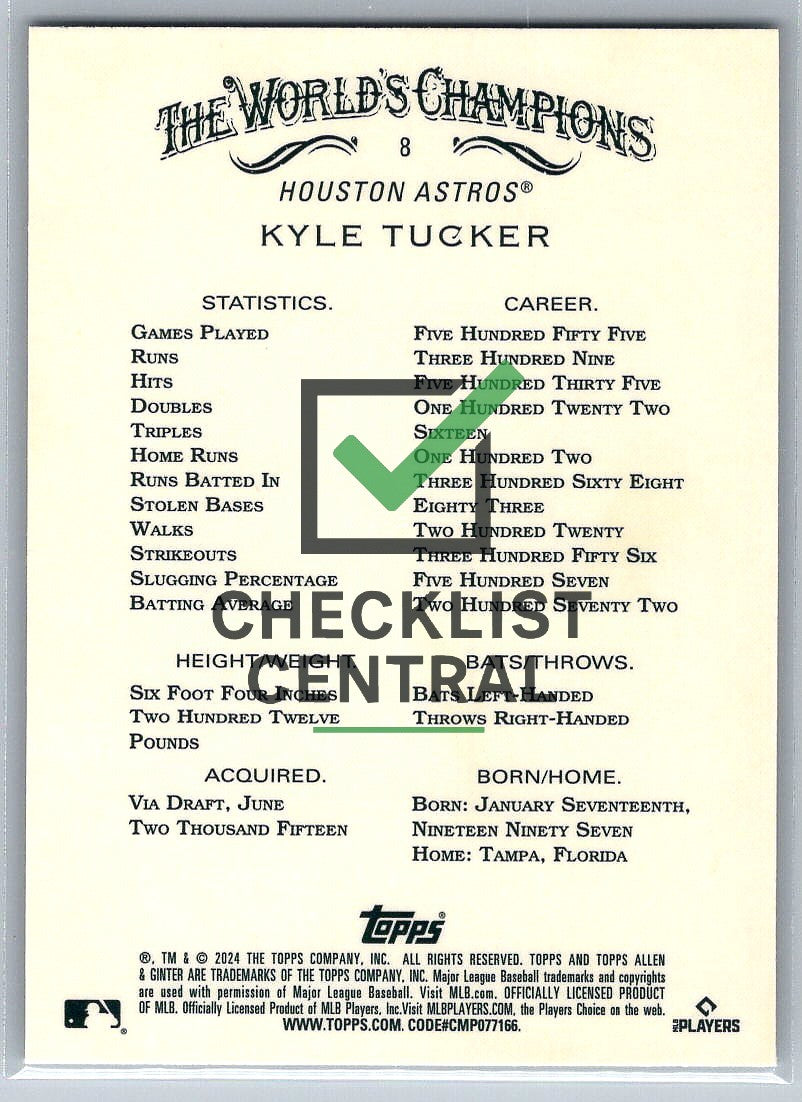 THE WORLD'S CHAMPIONS
8
HOUSTON ASTROS®
KYLE TUCKER
STATISTICS. CAREER.
GAMES PLAYED FIVE HUNDRED FIFTY FIVE
RUNS THREE HUNDRED NINE
HITS FIVE HUNDRED THIRTY FIVE
DOUBLES ONE HUNDRED TWENTY TWO
TRIPLES SIXTEEN
HOME RUNS ONE HUNDRED TWO
RUNS BATTED IN THREE HUNDRED SIXTY EIGHT
STOLEN BASES EIGHTY THREE
WALKS TWO HUNDRED TWENTY
STRIKEOUTS THREE HUNDRED FIFTY SIX
SLUGGING PERCENTAGE FIVE HUNDRED SEVEN
BATTING AVERAGE TWO HUNDRED SEVENTY TWO
CHECKLIST
CENTRAL
HEIGHT/WEIGHT. BATS/THROWS.
SIX FOOT FOUR INCHES BATS LEFT-HANDED
TWO HUNDRED TWELVE THROWS RIGHT-HANDED
POUNDS
ACQUIRED. BORN/HOME.
VIA DRAFT, JUNE BORN: JANUARY SEVENTEENTH,
TWO THOUSAND FIFTEEN NINETEEN NINETY SEVEN
HOME: TAMPA, FLORIDA
Topps®
®, TM & © 2024 THE TOPPS COMPANY, INC. ALL RIGHTS RESERVED. TOPPS AND TOPPS ALLEN
& GINTER ARE TRADEMARKS OF THE TOPPS COMPANY, INC. Major League Baseball trademarks and copyrights
are used with permission of Major League Baseball. Visit MLB.com. OFFICIALLY LICENSED PRODUCT
OF MLB. Officially Licensed Product of MLB Players, Inc.Visit MLBPLAYERS.COM, the Players Choice on the web.
WWW.TOPPS.COM. CODE#CMP077166.
MLB PLAYERS